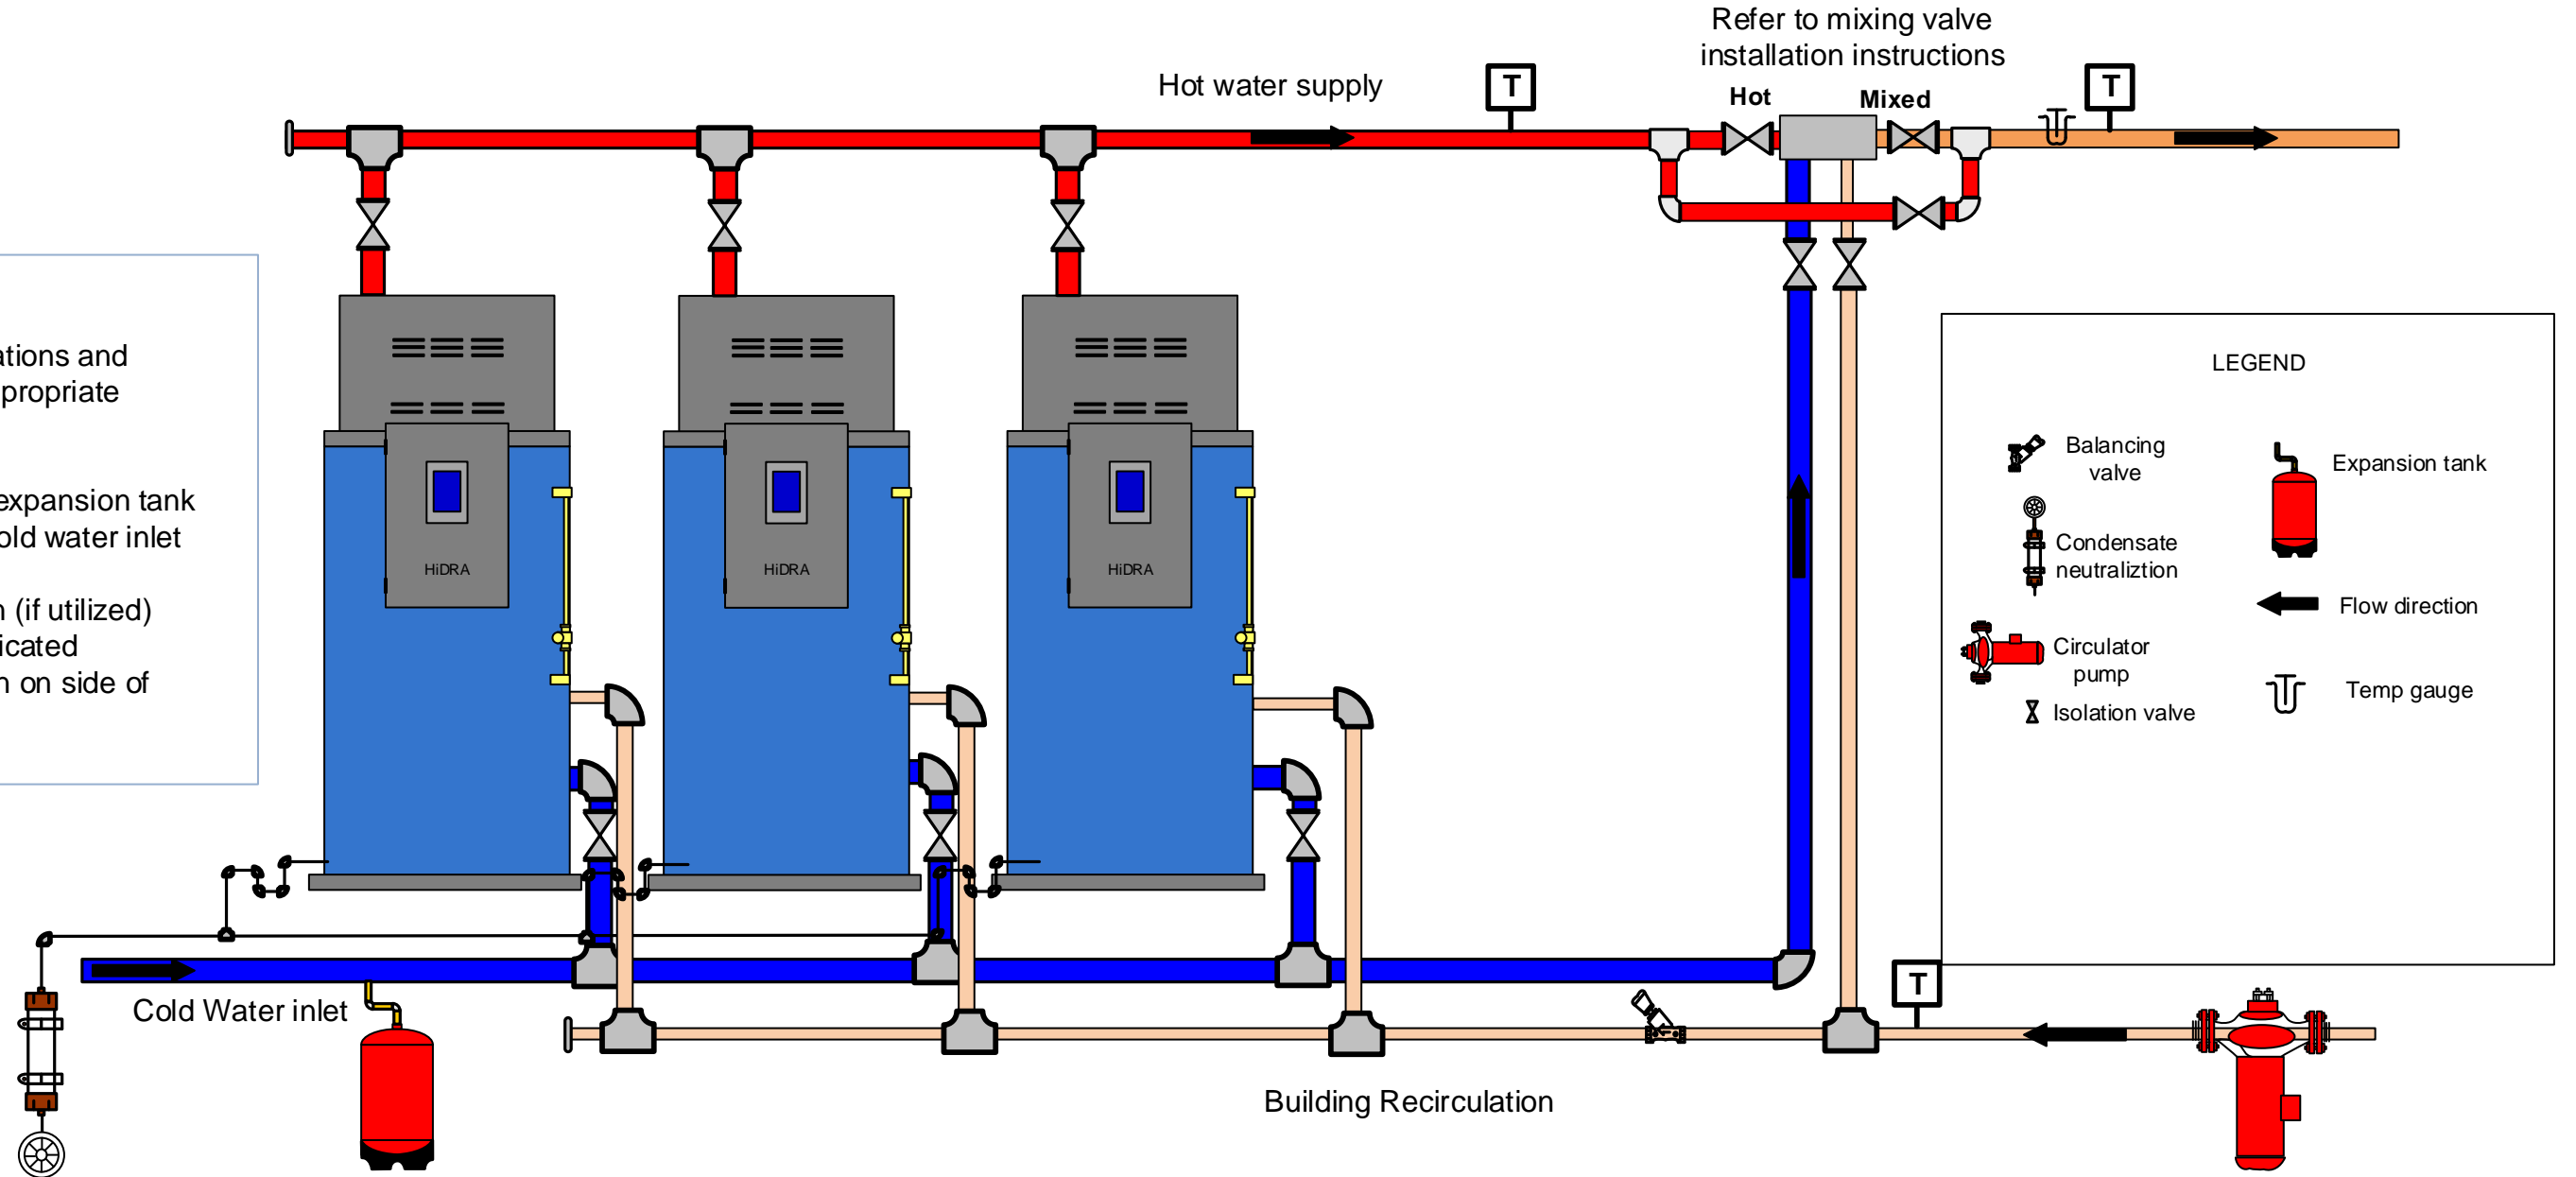 Refer to mixing valve
installation instructions
Hot water supply
T
T
Hot
Mixed
and
propriate
expansion tank
old water inlet
(if utilized)
icated
on side of
HiDRA
HiDRA
HiDRA
LEGEND
Balancing
valve
Expansion tank
Condensate
neutraliztion
Flow direction
Circulator
pump
Temp gauge
Isolation valve
T
Cold Water inlet
Building Recirculation